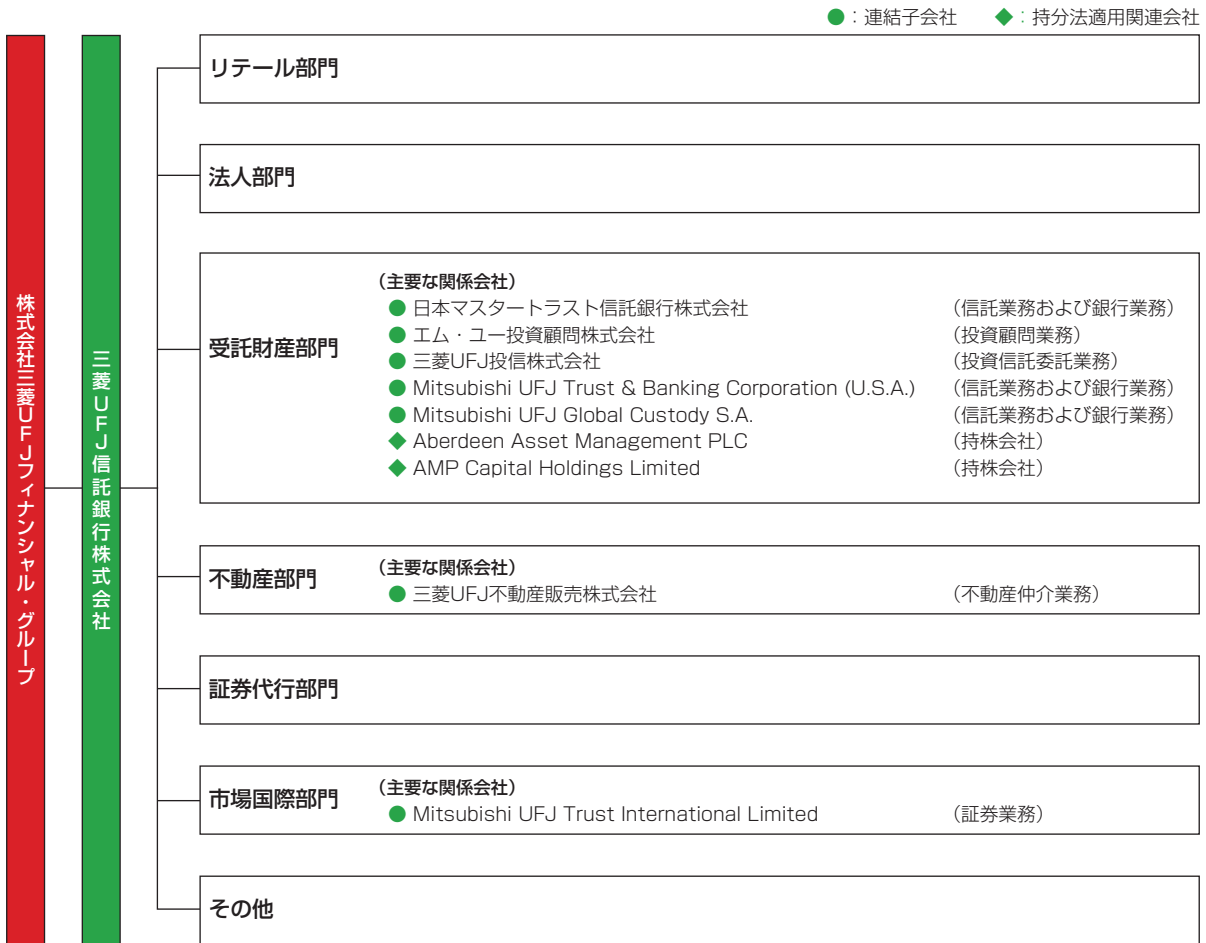 ●：連結子会社　◆：持分法適用関連会社
株式会社三菱UFJフィナンシャル・グループ
三菱UFJ信託銀行株式会社
リテール部門
法人部門
受託財産部門
（主要な関係会社）
● 日本マスタートラスト信託銀行株式会社 （信託業務および銀行業務）
● エム・ユー投資顧問株式会社 （投資顧問業務）
● 三菱UFJ投信株式会社 （投資信託委託業務）
● Mitsubishi UFJ Trust & Banking Corporation (U.S.A.) （信託業務および銀行業務）
● Mitsubishi UFJ Global Custody S.A. （信託業務および銀行業務）
◆ Aberdeen Asset Management PLC （持株会社）
◆ AMP Capital Holdings Limited （持株会社）
不動産部門
（主要な関係会社）
● 三菱UFJ不動産販売株式会社 （不動産仲介業務）
証券代行部門
市場国際部門
（主要な関係会社）
● Mitsubishi UFJ Trust International Limited （証券業務）
その他